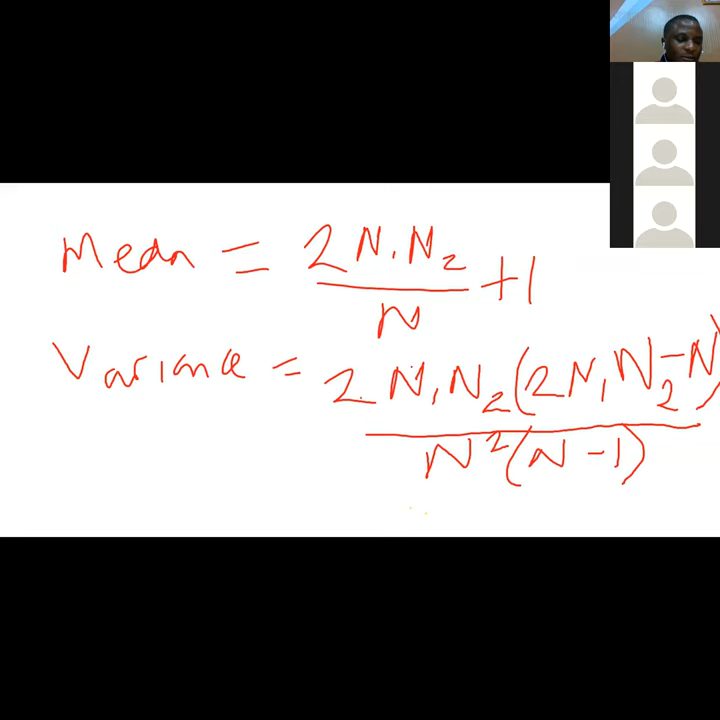 Mean = 2N₁N₂/N + 1
Variance = 2N₁N₂(2N₁N₂-N)/N²(N-1)